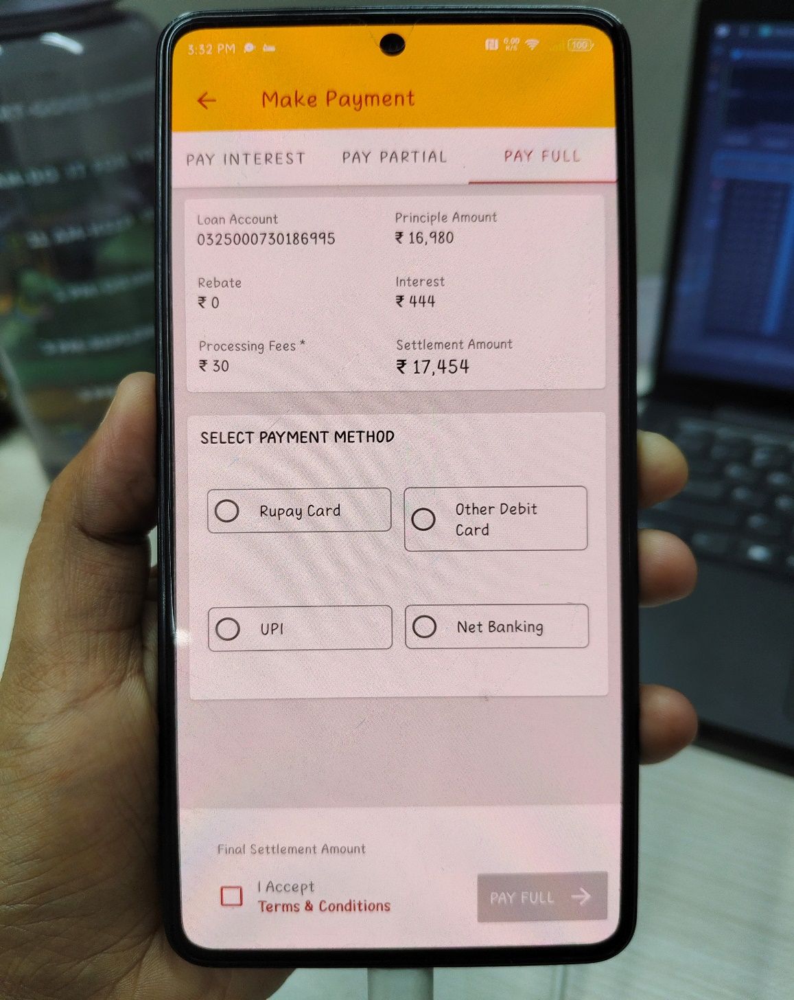 3:32 PM
0.00
K/S
100
Make Payment
PAY INTEREST
PAY PARTIAL
PAY FULL
Loan Account
0325000730186995
Principle Amount
₹ 16,980
Rebate
₹ 0
Interest
₹ 444
Processing Fees *
₹ 30
Settlement Amount
₹ 17,454
SELECT PAYMENT METHOD
Rupay Card
Other Debit
Card
UPI
Net Banking
Final Settlement Amount
I Accept
Terms & Conditions
PAY FULL